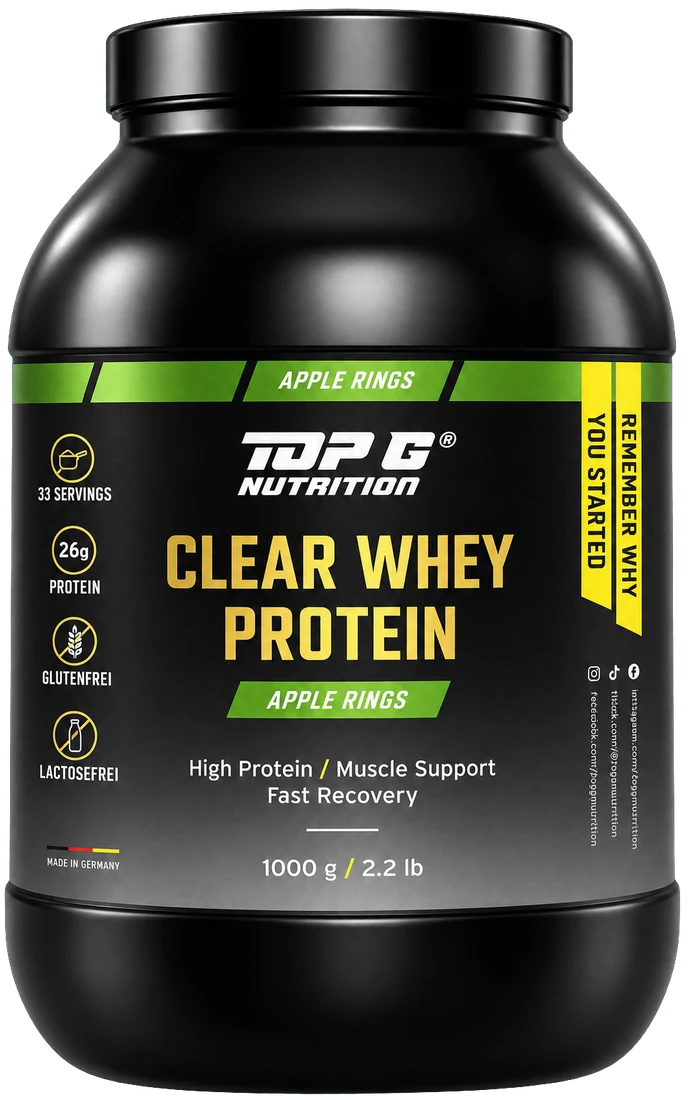 APPLE RINGS
TOP G®
NUTRITION
CLEAR WHEY
PROTEIN
APPLE RINGS
High Protein / Muscle Support
Fast Recovery
1000 g / 2.2 lb
33 SERVINGS
26g
PROTEIN
GLUTENFREI
LACTOSEFREI
MADE IN GERMANY
REMEMBER WHY
YOU STARTED